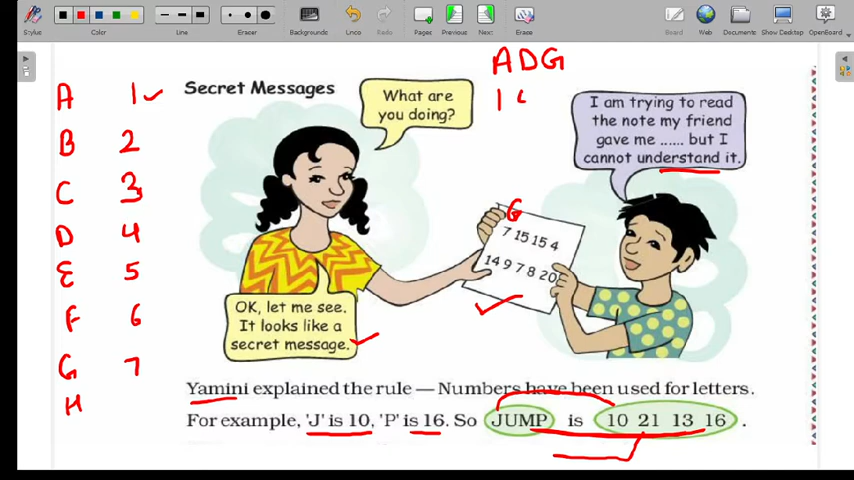 Stylus
Color
Line
Eraser
Backgrounds
Undo
Redo
Pages
Previous
Next
Erase
Board
Web
Documents
Show Desktop
OpenBoard
A D G
1
Secret Messages
What are
you doing?
I am trying to read
the note my friend
gave me ...... but I
cannot understand it.
A 1
B 2
C 3
D 4
E 5
F 6
G 7
H
G
7 15 15 4
14 9 7 8 20
OK, let me see.
It looks like a
secret message.
Yamini explained the rule — Numbers have been used for letters.
For example, 'J' is 10, 'P' is 16. So JUMP is 10 21 13 16 .